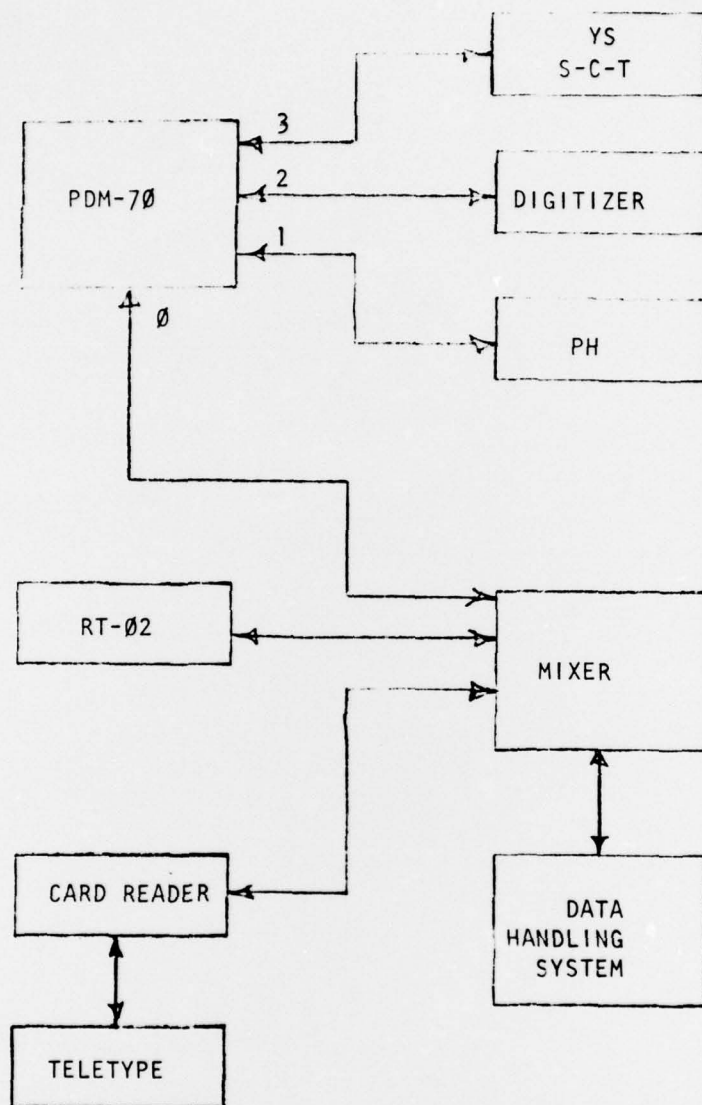 YS
S-C-T
3
PDM-7Ø
2
DIGITIZER
1
PH
Ø
RT-Ø2
MIXER
CARD READER
DATA
HANDLING
SYSTEM
TELETYPE